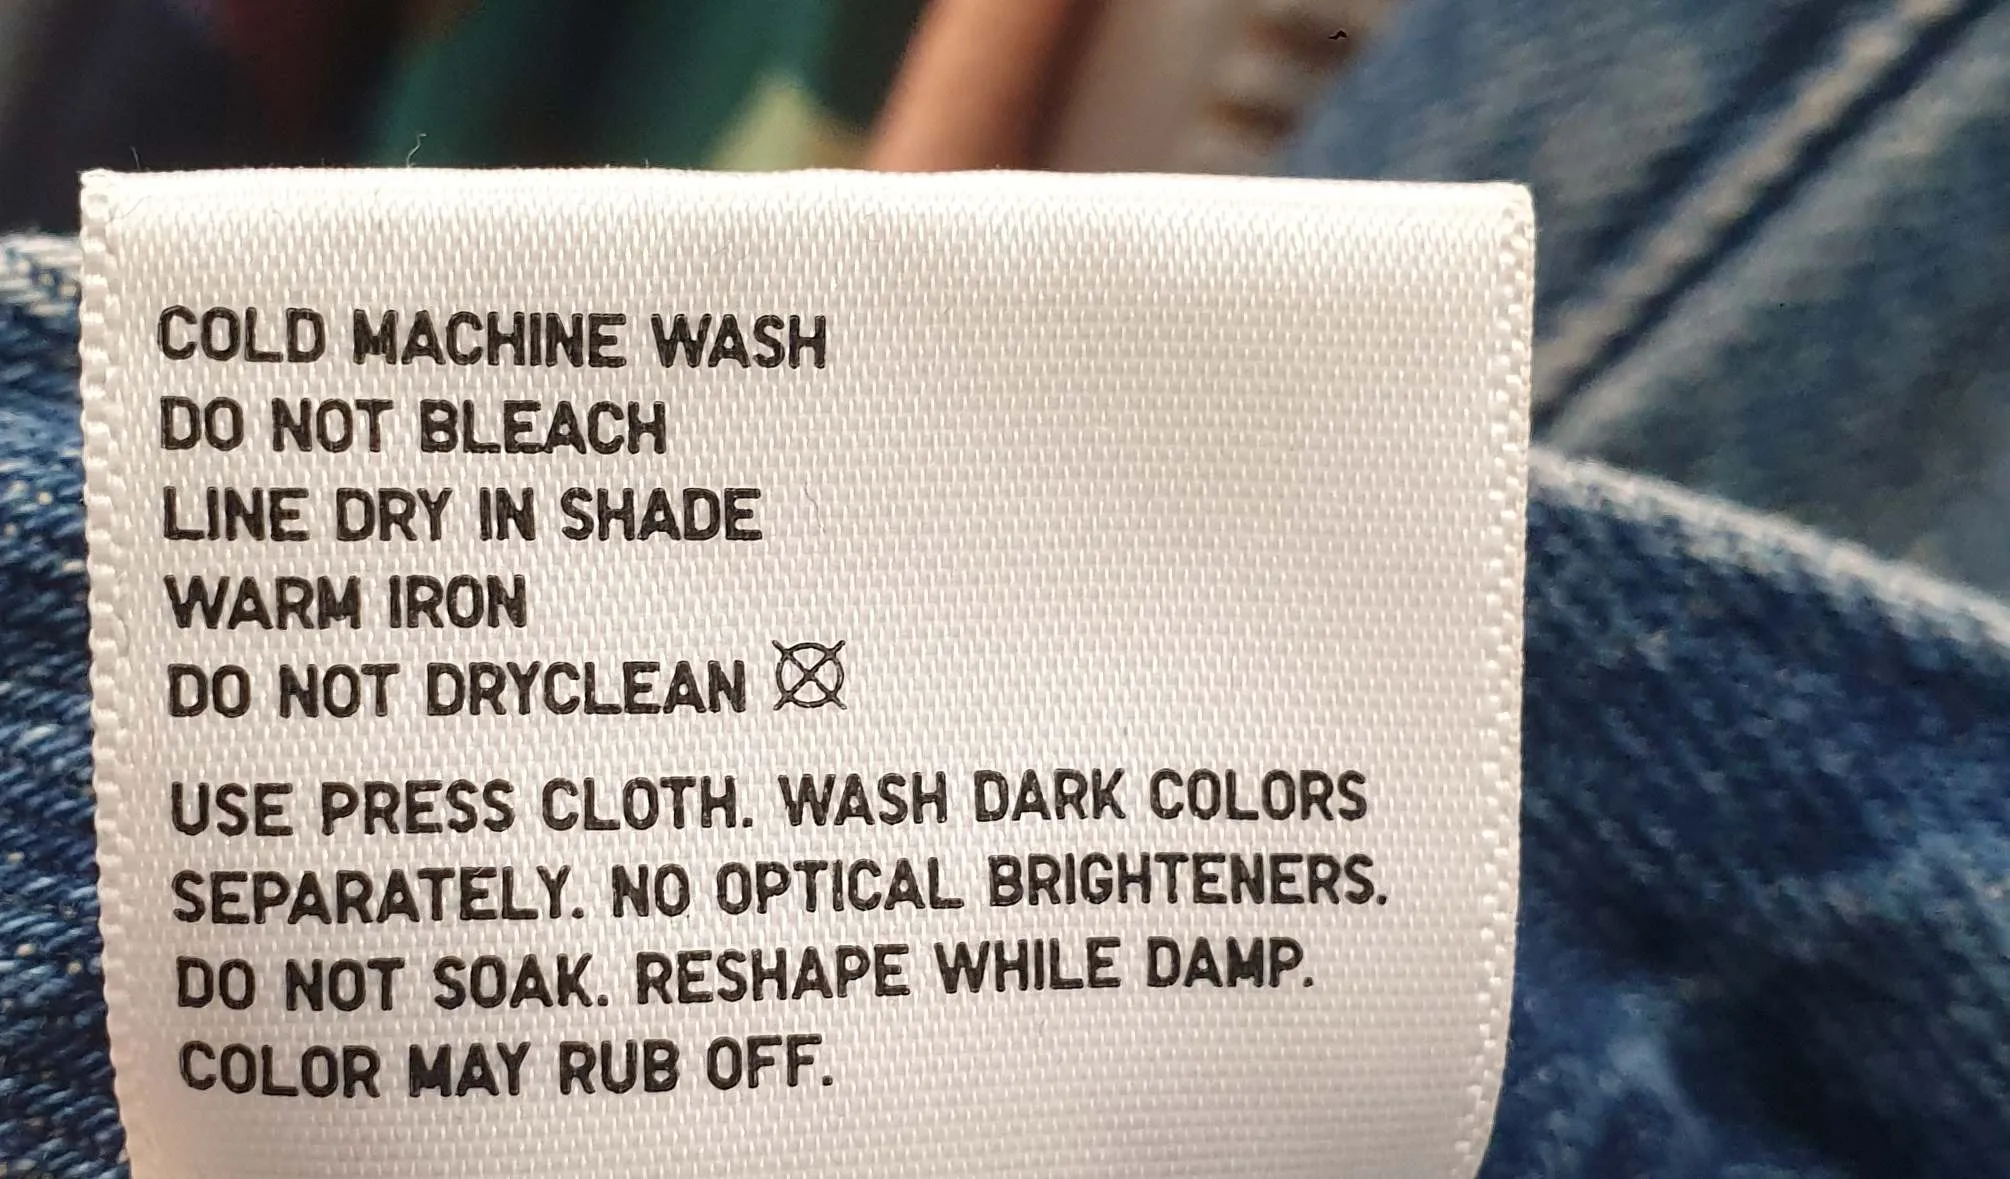 COLD MACHINE WASH
DO NOT BLEACH
LINE DRY IN SHADE
WARM IRON
DO NOT DRYCLEAN
USE PRESS CLOTH. WASH DARK COLORS
SEPARATELY. NO OPTICAL BRIGHTENERS.
DO NOT SOAK. RESHAPE WHILE DAMP.
COLOR MAY RUB OFF.